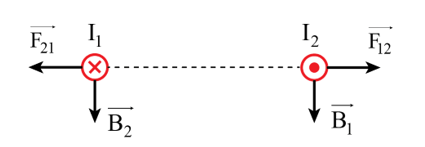 F₂₁ I₁ I₂ F₁₂
B₂ B₁